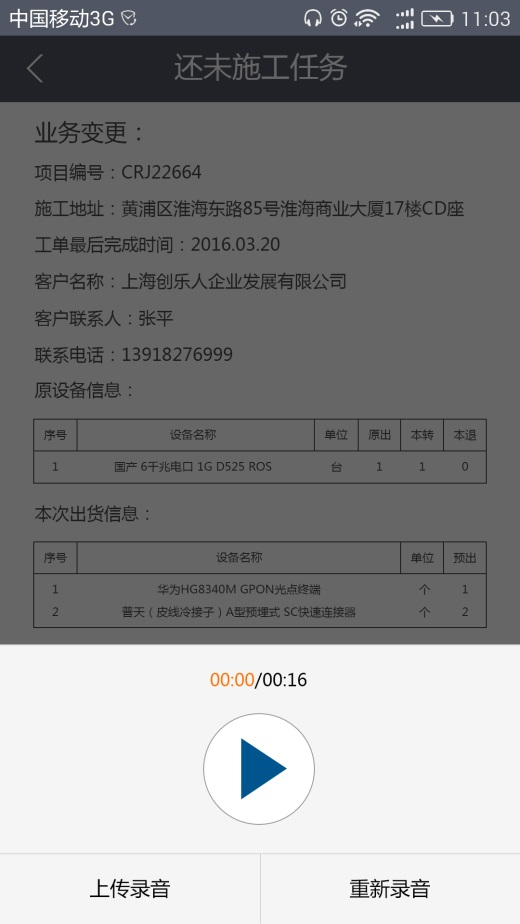 中国移动3G 11:03
还未施工任务
业务变更：
项目编号：CRJ22664
施工地址：黄浦区淮海东路85号淮海商业大厦17楼CD座
工单最后完成时间：2016.03.20
客户名称：上海创乐人企业发展有限公司
客户联系人：张平
联系电话：13918276999
原设备信息：
序号 设备名称 单位 原出 本转 本退
1 国产 6千兆电口 1G D525 ROS 台 1 1 0
本次出货信息：
序号 设备名称 单位 预出
1 华为HG8340M GPON光点终端 个 1
2 普天（皮线冷接子）A型预埋式 SC快速连接器 个 2
00:00/00:16
上传录音 重新录音